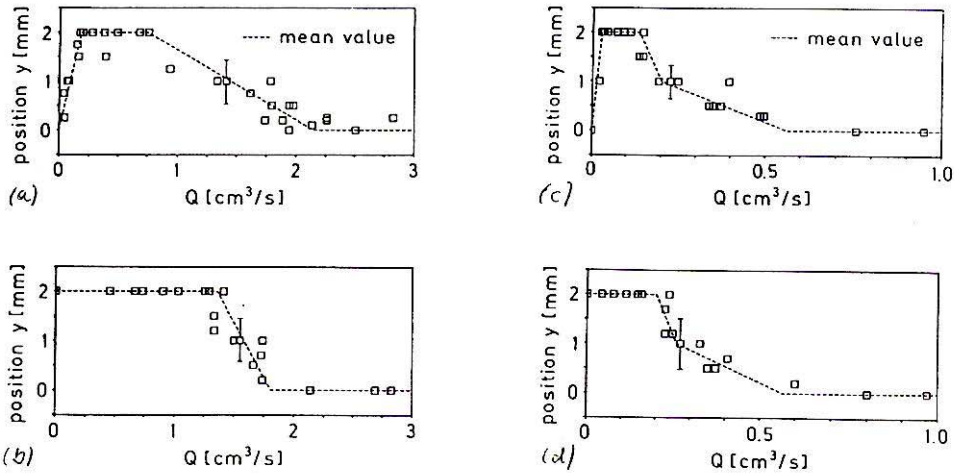 position y [mm]
2
1
0
---- mean value
0
1
2
3
(a)
Q [cm³/s]
position y [mm]
2
1
0
---- mean value
0
0.5
1.0
(c)
Q [cm³/s]
position y [mm]
2
1
0
0
1
2
3
(b)
Q [cm³/s]
position y [mm]
2
1
0
0
0.5
1.0
(d)
Q [cm³/s]